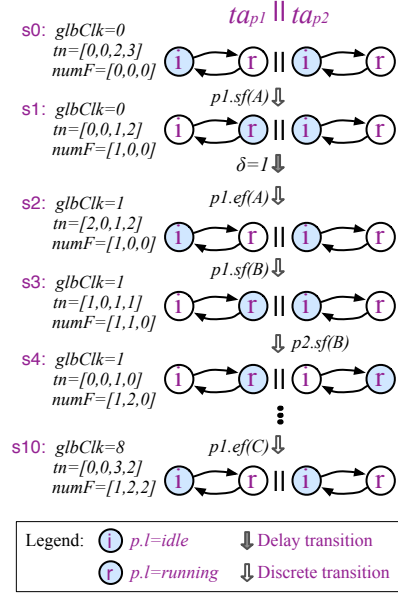 ta_p1 || ta_p2
s0: glbClk=0
tn=[0,0,2,3]
numF=[0,0,0]
i r || i r
p1.sf(A)
s1: glbClk=0
tn=[0,0,1,2]
numF=[1,0,0]
i r || i r
δ=1
p1.ef(A)
s2: glbClk=1
tn=[2,0,1,2]
numF=[1,0,0]
i r || i r
p1.sf(B)
s3: glbClk=1
tn=[1,0,1,1]
numF=[1,1,0]
i r || i r
p2.sf(B)
s4: glbClk=1
tn=[0,0,1,0]
numF=[1,2,0]
i r || i r
s10: glbClk=8
tn=[0,0,3,2]
numF=[1,2,2]
p1.ef(C)
i r || i r
Legend: i p.l=idle Delay transition
r p.l=running Discrete transition